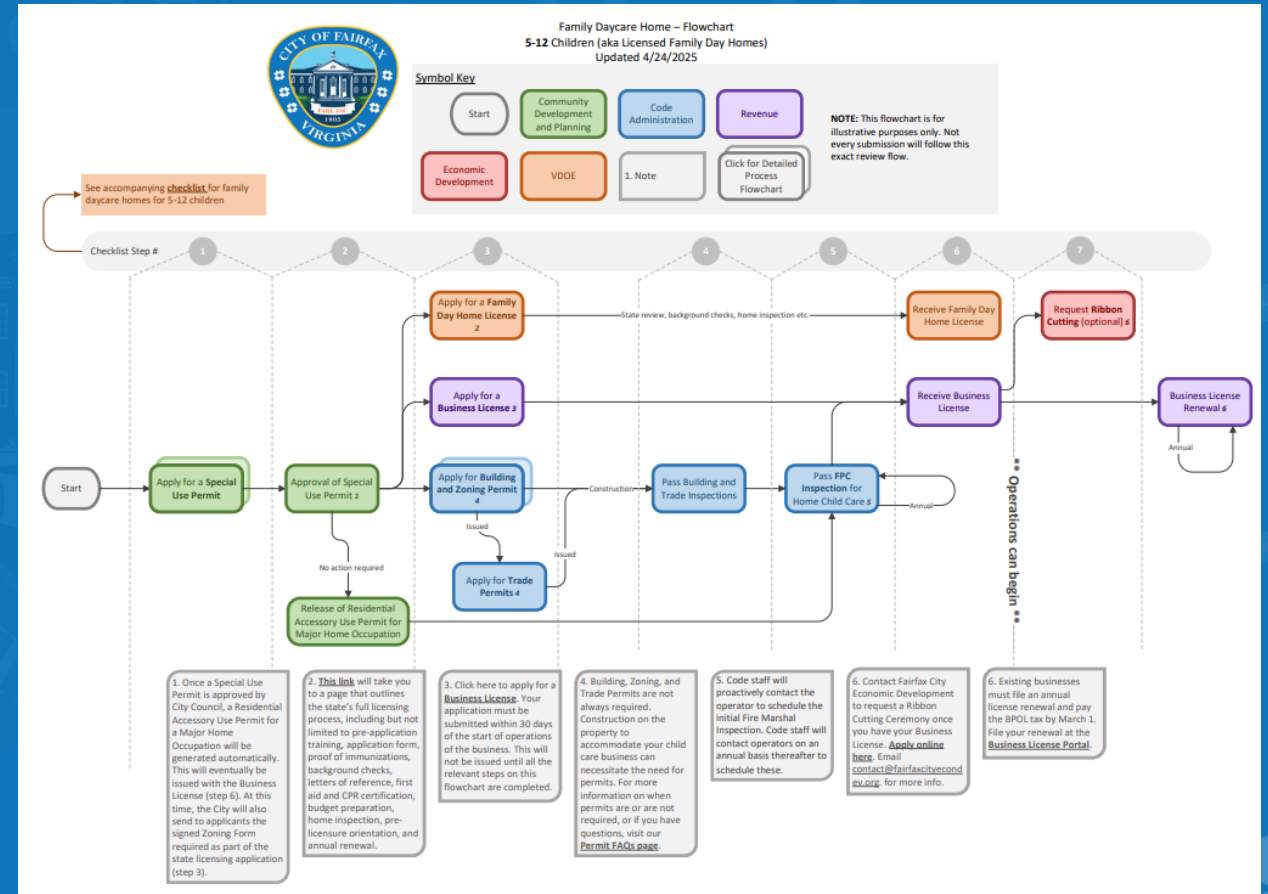 Family Daycare Home – Flowchart
5-12 Children (aka Licensed Family Day Homes)
Updated 4/24/2025
CITY OF FAIRFAX
1805
VIRGINIA
Symbol Key
Start
Community
Development
and Planning
Code
Administration
Revenue
Economic
Development
VDOE
1. Note
Click for Detailed
Process
Flowchart
NOTE: This flowchart is for
illustrative purposes only. Not
every submission will follow this
exact review flow.
See accompanying checklist for family
daycare homes for 5-12 children
Checklist Step #
1
2
3
4
5
6
7
Apply for a Family
Day Home License
2
State review, background checks, home inspection etc.
Receive Family Day
Home License
Request Ribbon
Cutting (optional) 6
Apply for a
Business License 3
Receive Business
License
Business License
Renewal 6
Annual
Start
Apply for a Special
Use Permit
Approval of Special
Use Permit 1
Apply for Building
and Zoning Permit
4
Construction
Pass Building and
Trade Inspections
Pass FPC
Inspection for
Home Child Care 5
Annual
Issued
Issued
Apply for Trade
Permits 4
No action required
Release of Residential
Accessory Use Permit for
Major Home Occupation
** Operations can begin **
1. Once a Special Use
Permit is approved by
City Council, a Residential
Accessory Use Permit for
a Major Home
Occupation will be
generated automatically.
This will eventually be
issued with the Business
License (step 6). At this
time, the City will also
send to applicants the
signed Zoning Form
required as part of the
state licensing application
(step 3).
2. This link will take you
to a page that outlines
the state's full licensing
process, including but not
limited to pre-application
training, application form,
proof of immunizations,
background checks,
letters of reference, first
aid and CPR certification,
budget preparation,
home inspection, pre-
licensure orientation, and
annual renewal.
3. Click here to apply for a
Business License. Your
application must be
submitted within 30 days
of the start of operations
of the business. This will
not be issued until all the
relevant steps on this
flowchart are completed.
4. Building, Zoning, and
Trade Permits are not
always required.
Construction on the
property to
accommodate your child
care business can
necessitate the need for
permits. For more
information on when
permits are or are not
required, or if you have
questions, visit our
Permit FAQs page.
5. Code staff will
proactively contact the
operator to schedule the
initial Fire Marshal
Inspection. Code staff will
contact operators on an
annual basis thereafter to
schedule these.
6. Contact Fairfax City
Economic Development
to request a Ribbon
Cutting Ceremony once
you have your Business
License. Apply online
here. Email
contact@fairfaxcityecond
ev.org. for more info.
6. Existing businesses
must file an annual
license renewal and pay
the BPOL tax by March 1.
File your renewal at the
Business License Portal.